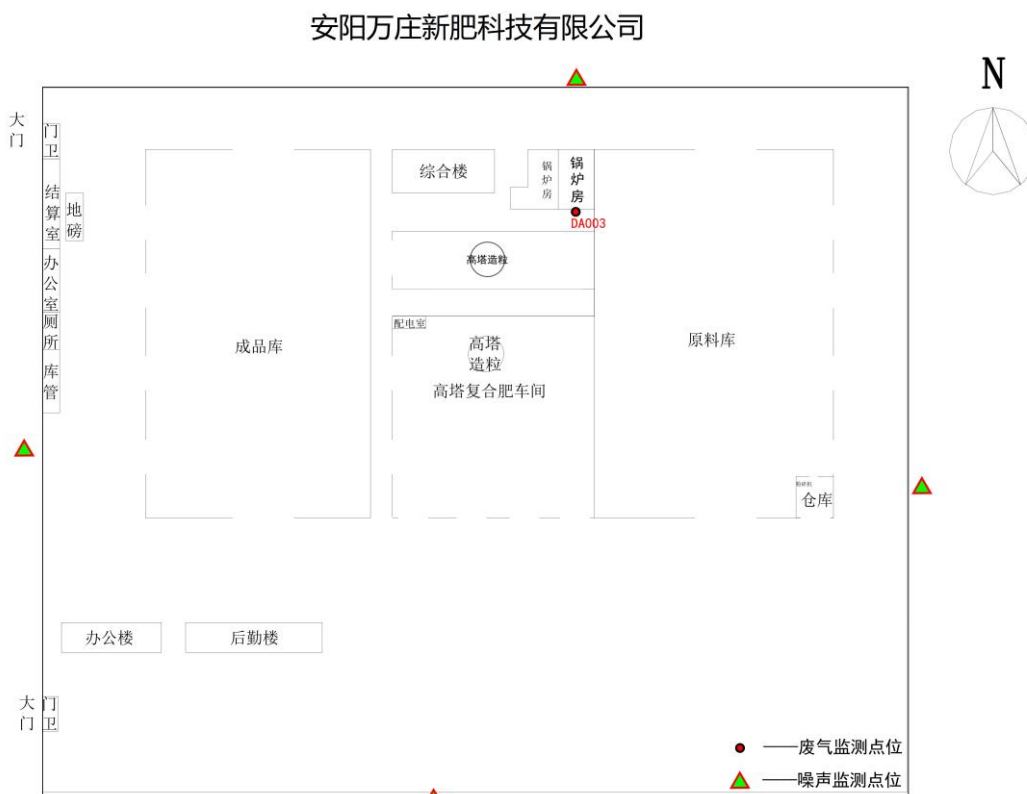 安阳万庄新肥科技有限公司
N
大门
门卫
结算室
地磅
办公室
厕所
库管
综合楼
锅炉房
锅炉房
DA003
高塔造粒
配电室
高塔
造粒
高塔复合肥车间
成品库
原料库
仓库
办公楼
后勤楼
大门
门卫
——废气监测点位
——噪声监测点位